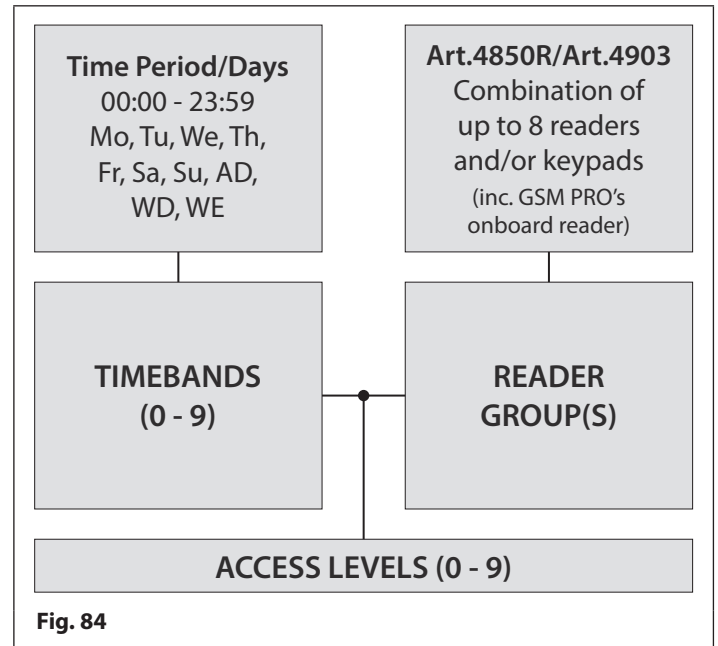 Time Period/Days
00:00 - 23:59
Mo, Tu, We, Th,
Fr, Sa, Su, AD,
WD, WE
Art.4850R/Art.4903
Combination of
up to 8 readers
and/or keypads
(inc. GSM PRO’s
onboard reader)
TIMEBANDS
(0 - 9)
READER
GROUP(S)
ACCESS LEVELS (0 - 9)
Fig. 84